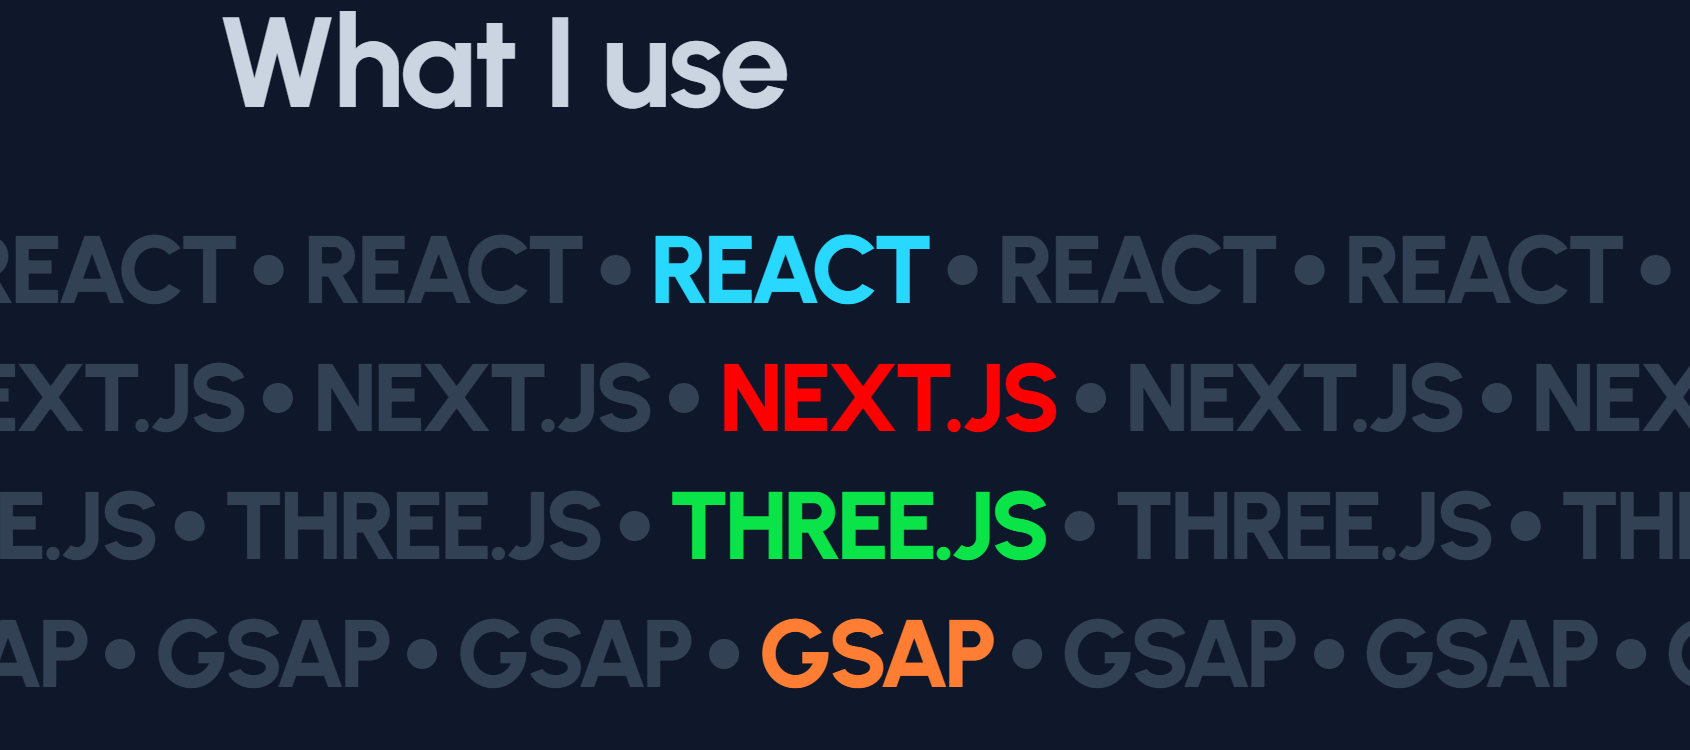 What I use
REACT • REACT • REACT • REACT • REACT •
EXT.JS • NEXT.JS • NEXT.JS • NEXT.JS • NEX
E.JS • THREE.JS • THREE.JS • THREE.JS • TH
AP • GSAP • GSAP • GSAP • GSAP • GSAP •